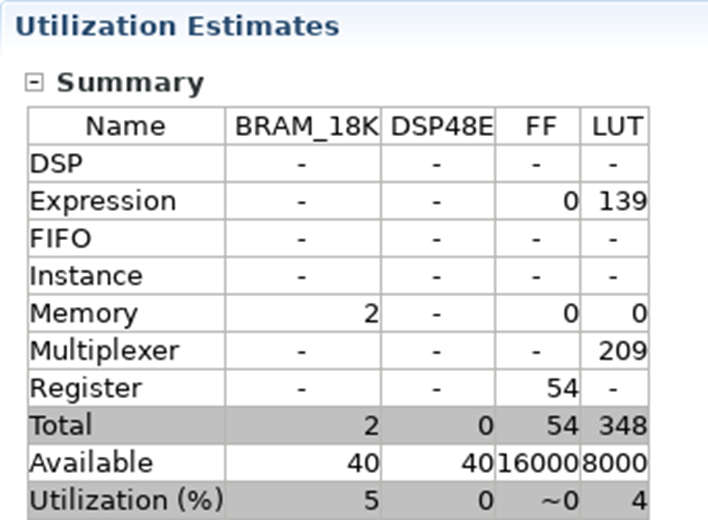 Utilization Estimates
Summary
Name BRAM_18K DSP48E FF LUT
DSP - - - -
Expression - - 0 139
FIFO - - - -
Instance - - - -
Memory 2 - 0 0
Multiplexer - - - 209
Register - - 54 -
Total 2 0 54 348
Available 40 40 16000 8000
Utilization (%) 5 0 ~0 4